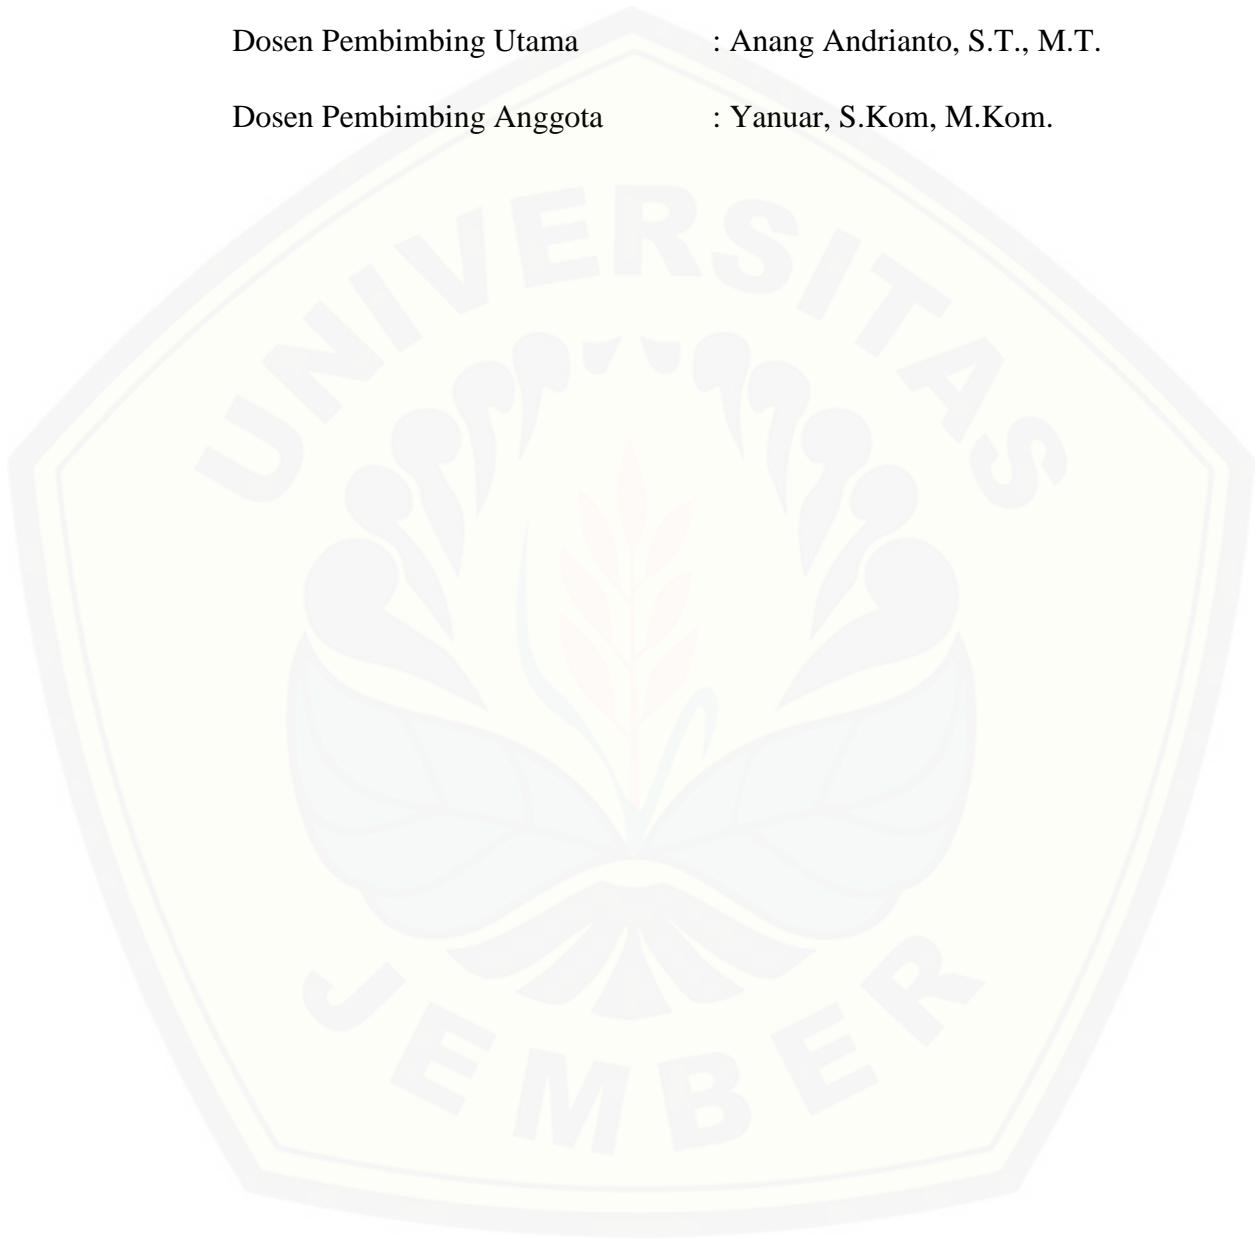 Dosen Pembimbing Utama : Anang Andrianto, S.T., M.T.
Dosen Pembimbing Anggota : Yanuar, S.Kom, M.Kom.
UNIVERSITAS
JEMBER